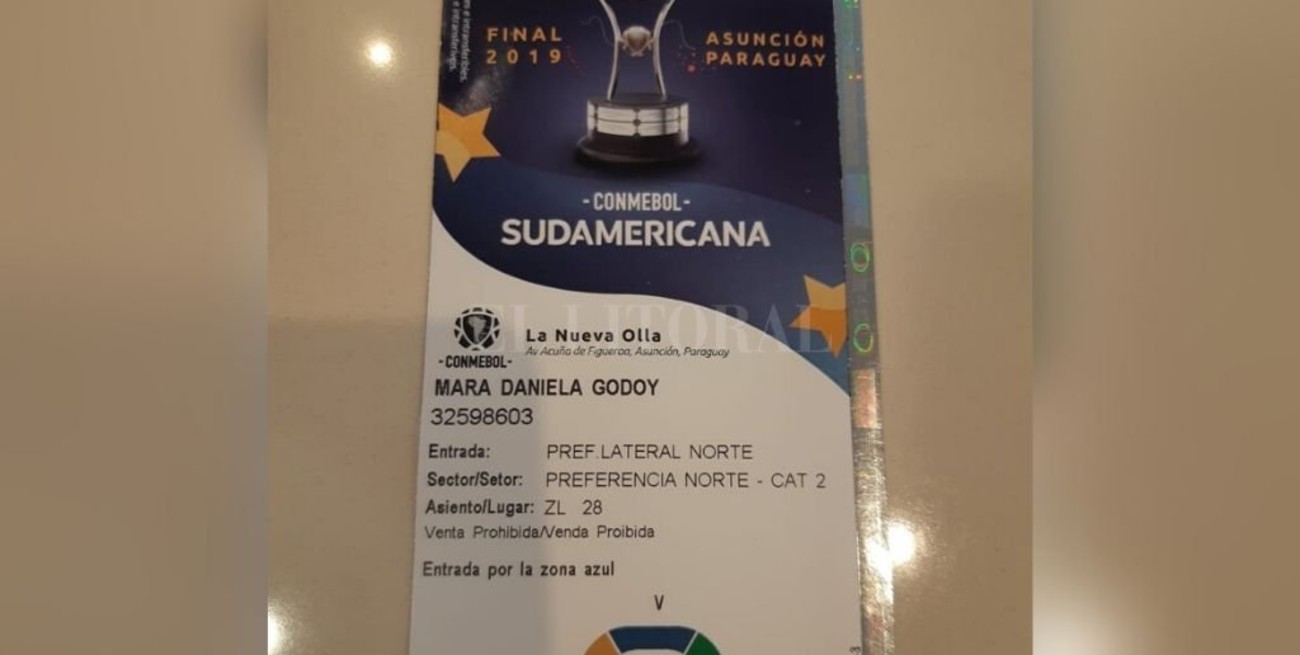 FINAL
2019
ASUNCIÓN
PARAGUAY
e intransferibles
e intransferíveis.
- CONMEBOL -
SUDAMERICANA
EL LITORAL
La Nueva Olla
Av Acuña de Figueroa, Asunción, Paraguay
- CONMEBOL -
MARA DANIELA GODOY
32598603
Entrada: PREF.LATERAL NORTE
Sector/Setor: PREFERENCIA NORTE - CAT 2
Asiento/Lugar: ZL 28
Venta Prohibida/Venda Proibida
Entrada por la zona azul
V